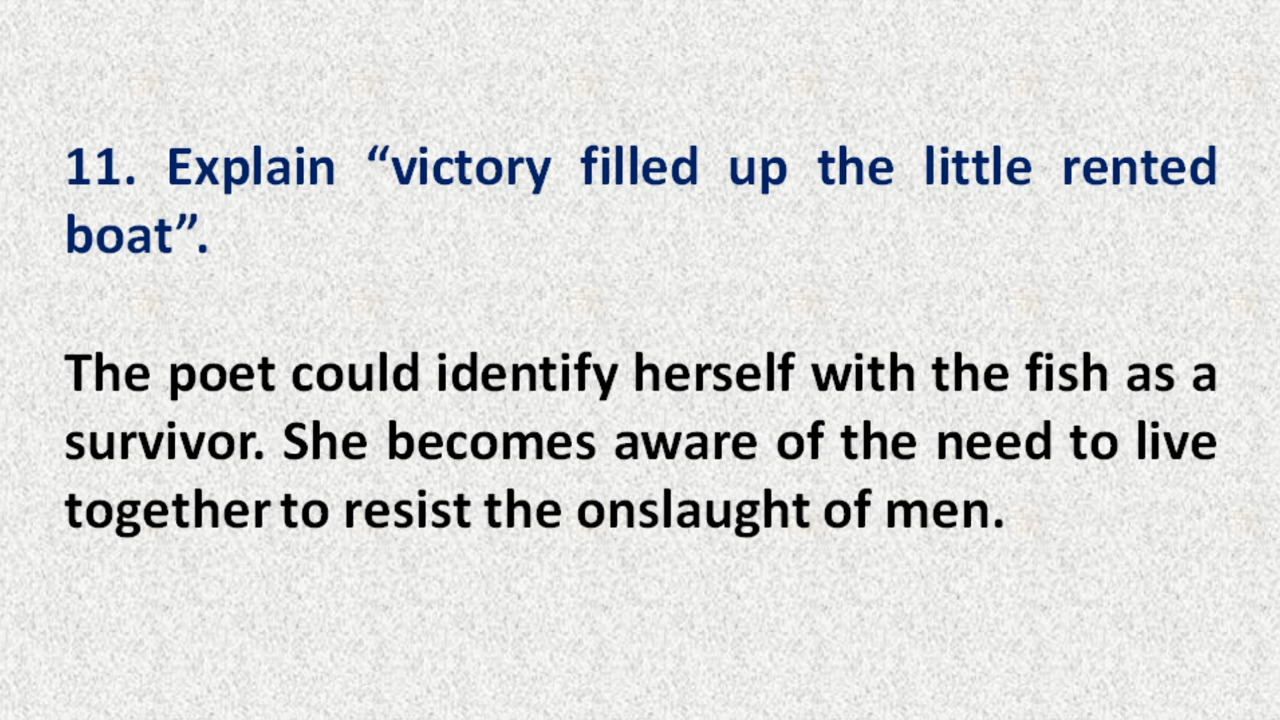 11. Explain “victory filled up the little rented
boat”.
The poet could identify herself with the fish as a
survivor. She becomes aware of the need to live
together to resist the onslaught of men.